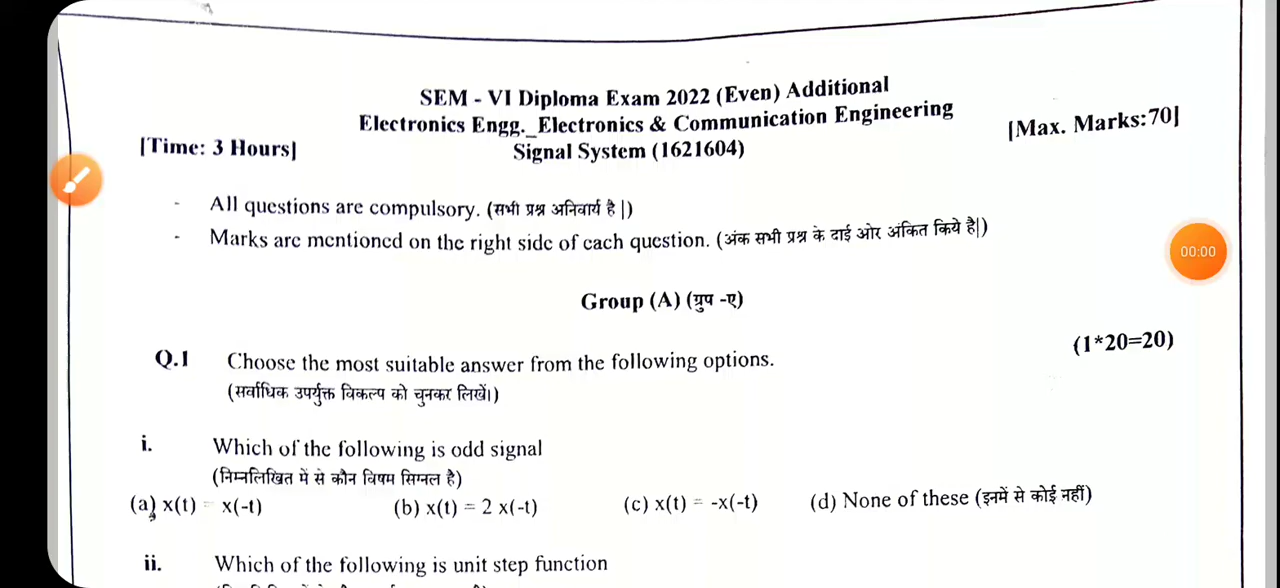 SEM - VI Diploma Exam 2022 (Even) Additional
Electronics Engg._Electronics & Communication Engineering
[Time: 3 Hours] Signal System (1621604) [Max. Marks:70]
- All questions are compulsory. (सभी प्रश्न अनिवार्य है |)
- Marks are mentioned on the right side of each question. (अंक सभी प्रश्न के दाई ओर अंकित किये है|)
00:00
Group (A) (ग्रुप -ए)
Q.1 Choose the most suitable answer from the following options. (1*20=20)
(सर्वाधिक उपर्युक्त विकल्प को चुनकर लिखें।)
i. Which of the following is odd signal
(निम्नलिखित में से कौन विषम सिग्नल है)
(a) x(t) = x(-t) (b) x(t) = 2 x(-t) (c) x(t) = -x(-t) (d) None of these (इनमें से कोई नहीं)
ii. Which of the following is unit step function